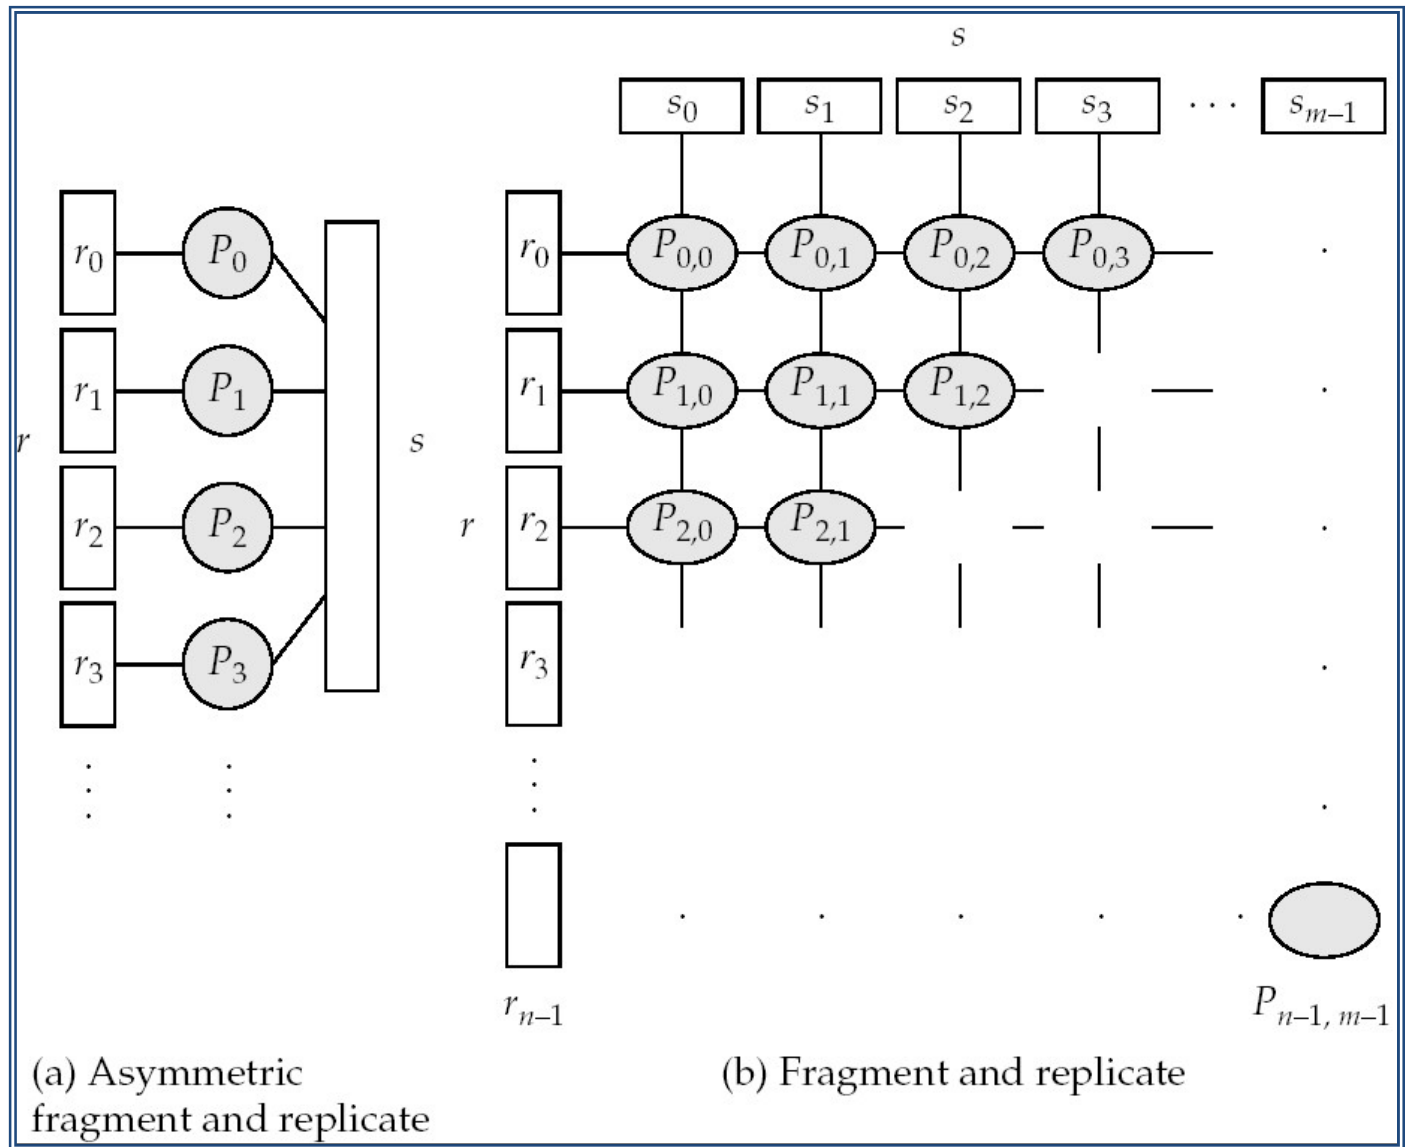 s
s0 s1 s2 s3 · · · sm–1
r0 P0 r0 P0,0 P0,1 P0,2 P0,3
r1 P1 r1 P1,0 P1,1 P1,2
r s
r2 P2 r r2 P2,0 P2,1
r3 P3 r3
rn–1 Pn–1, m–1
(a) Asymmetric (b) Fragment and replicate
fragment and replicate